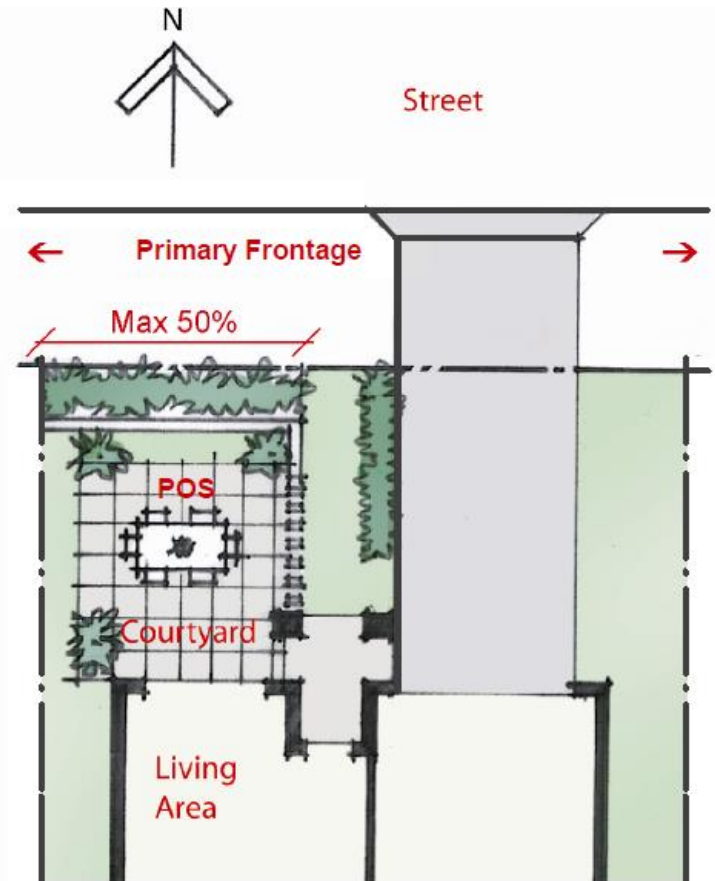 N
Street
← Primary Frontage →
Max 50%
POS
Courtyard
Living
Area